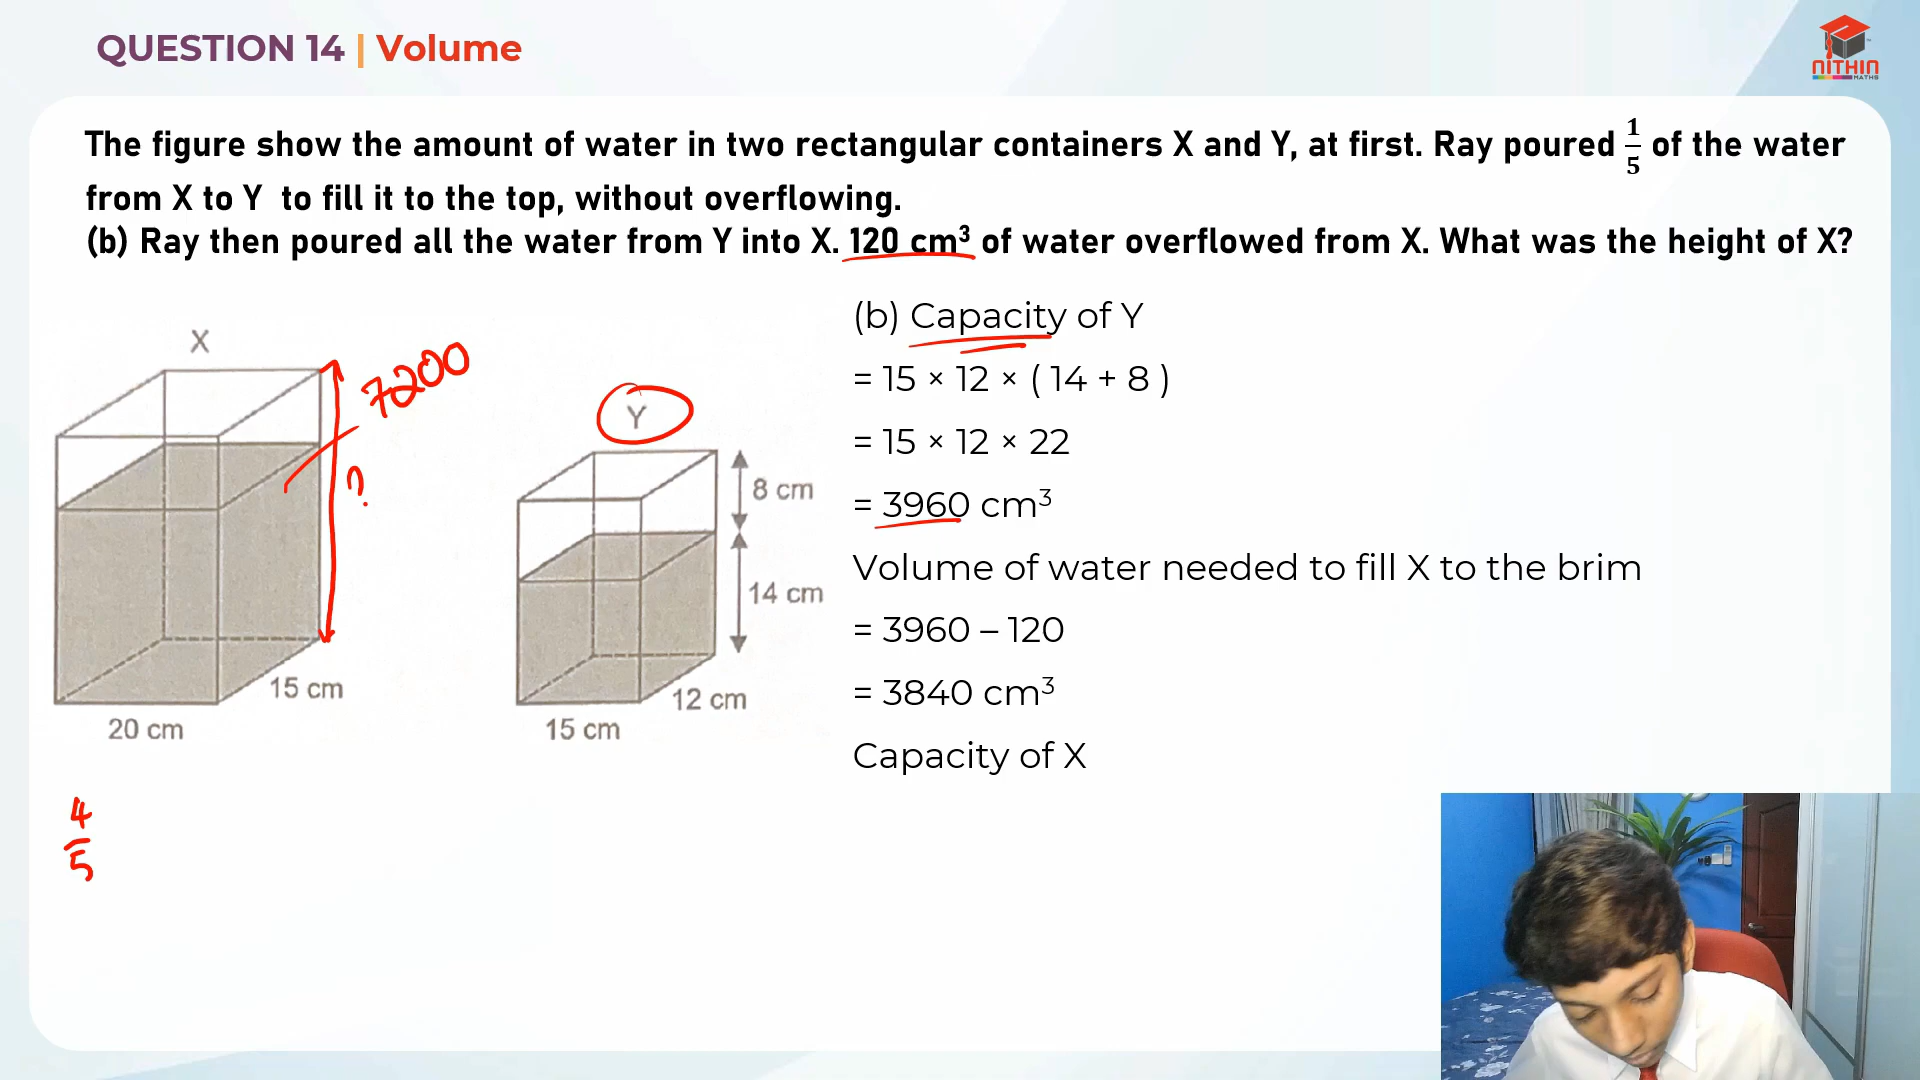 QUESTION 14 | Volume
NITHIN
MATHS
The figure show the amount of water in two rectangular containers X and Y, at first. Ray poured 1/5 of the water
from X to Y to fill it to the top, without overflowing.
(b) Ray then poured all the water from Y into X. 120 cm³ of water overflowed from X. What was the height of X?
X
7200
?
15 cm
20 cm
Y
8 cm
14 cm
12 cm
15 cm
4/5
(b) Capacity of Y
= 15 × 12 × ( 14 + 8 )
= 15 × 12 × 22
= 3960 cm³
Volume of water needed to fill X to the brim
= 3960 – 120
= 3840 cm³
Capacity of X